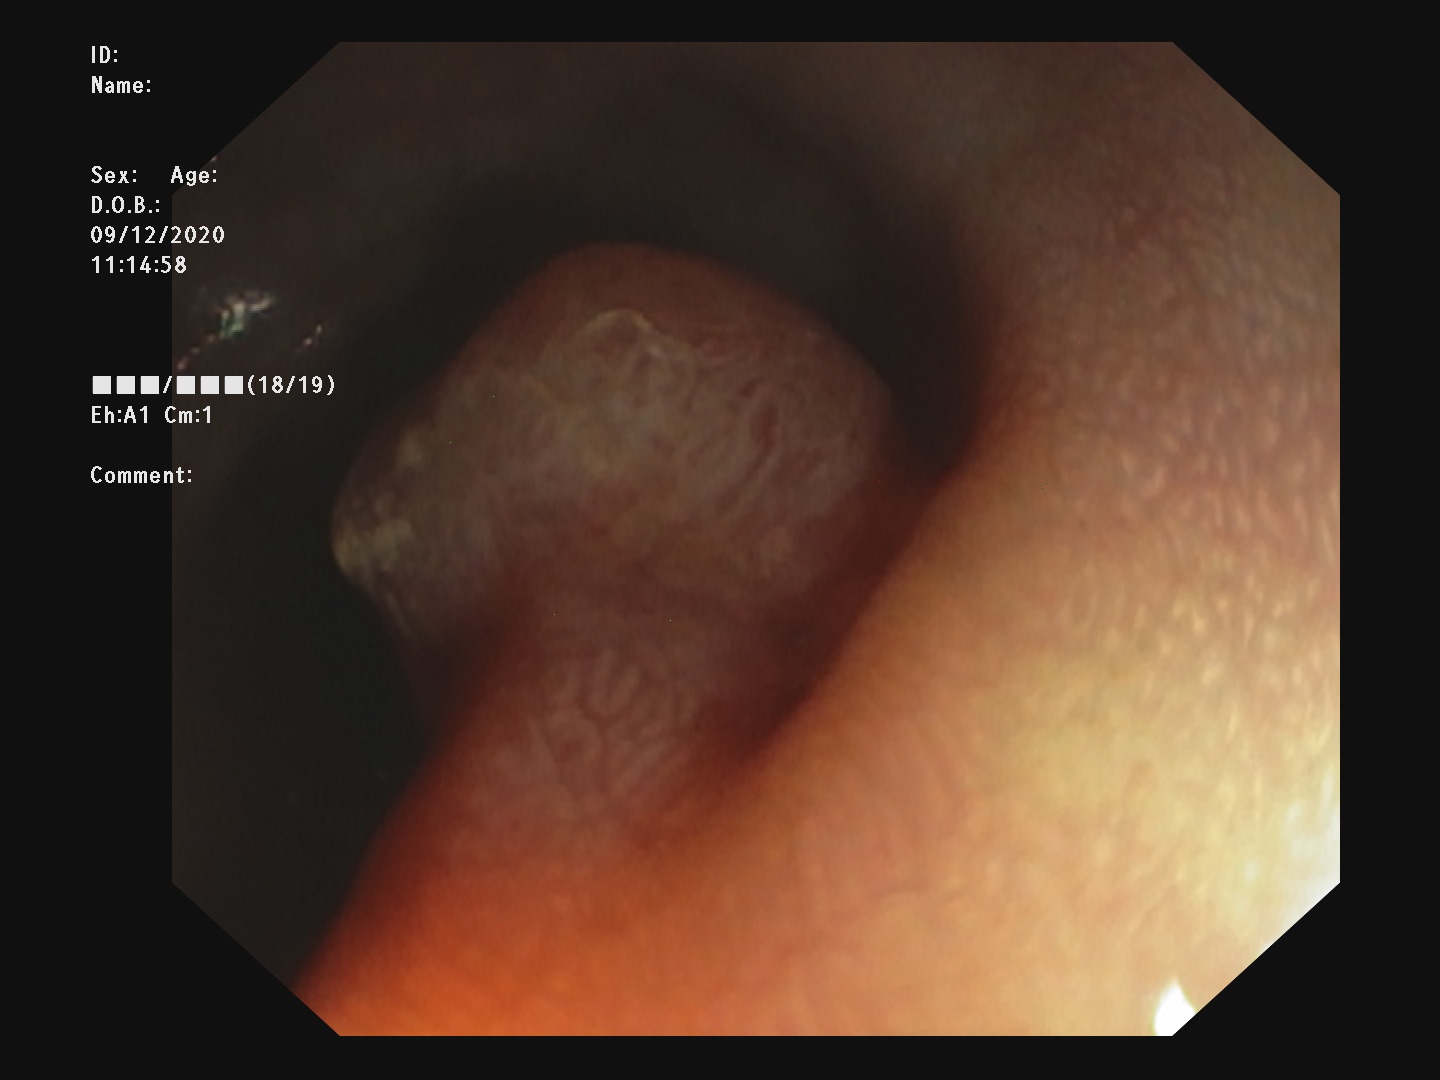 ID:
Name:
Sex: Age:
D.O.B.:
09/12/2020
11:14:58
■■■/■■■(18/19)
Eh:A1 Cm:1
Comment: